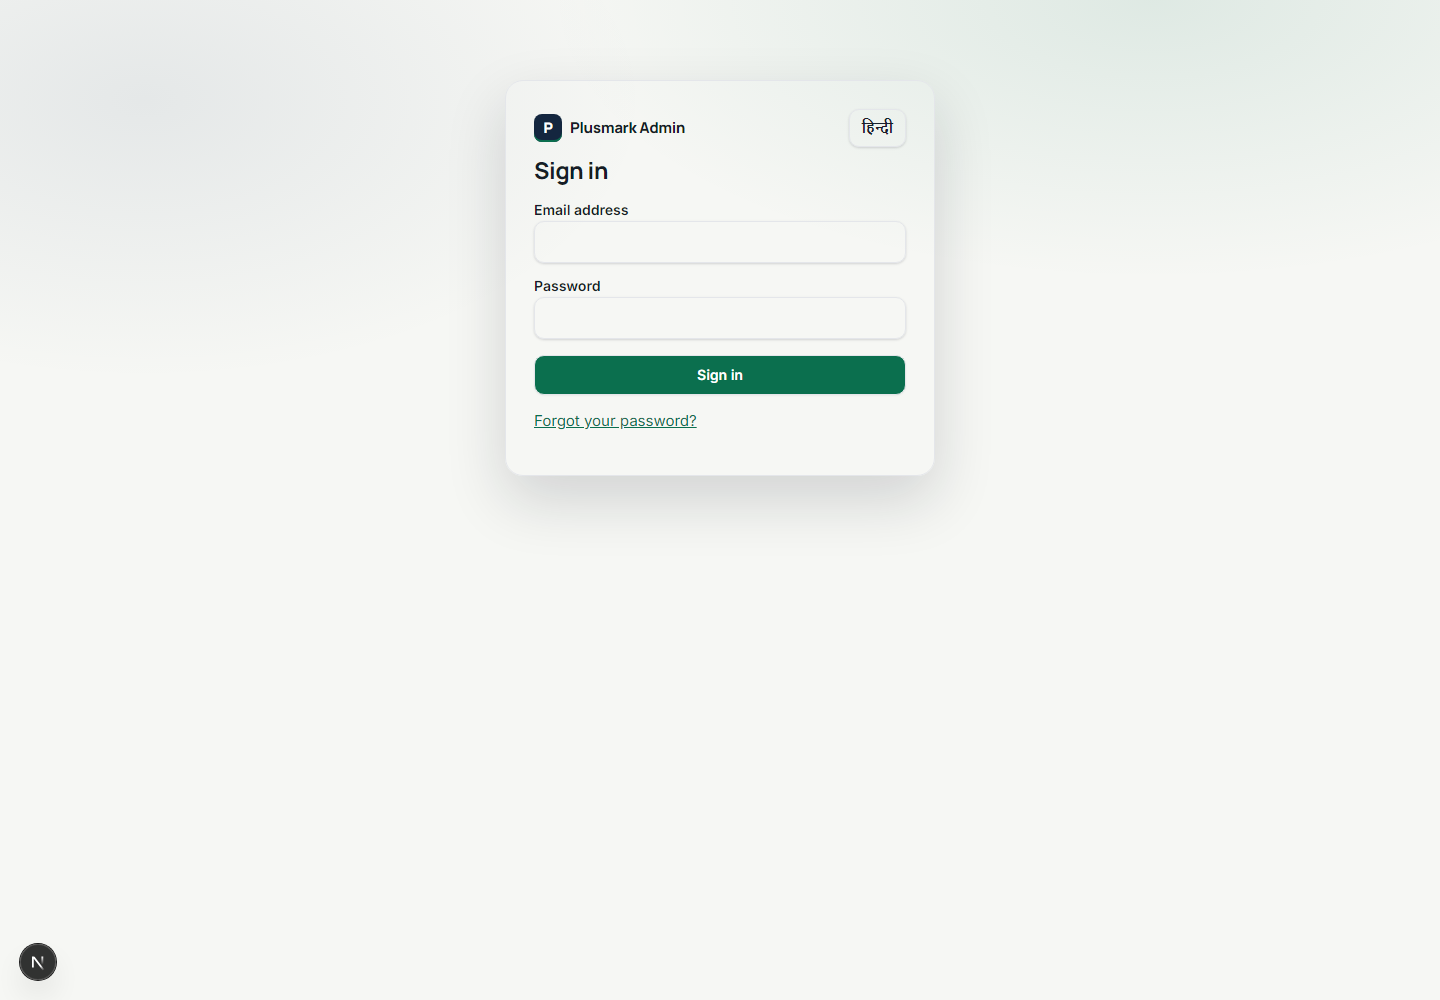 P Plusmark Admin
हिन्दी
Sign in
Email address
Password
Sign in
Forgot your password?
N